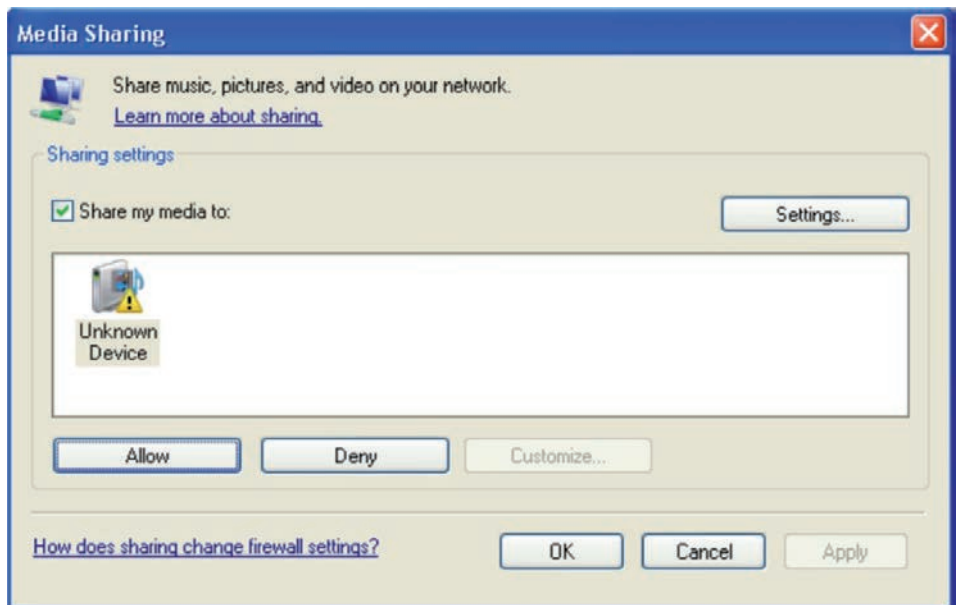 Media Sharing
Share music, pictures, and video on your network.
Learn more about sharing.
Sharing settings
Share my media to:
Settings...
Unknown
Device
Allow
Deny
Customize...
How does sharing change firewall settings?
OK
Cancel
Apply